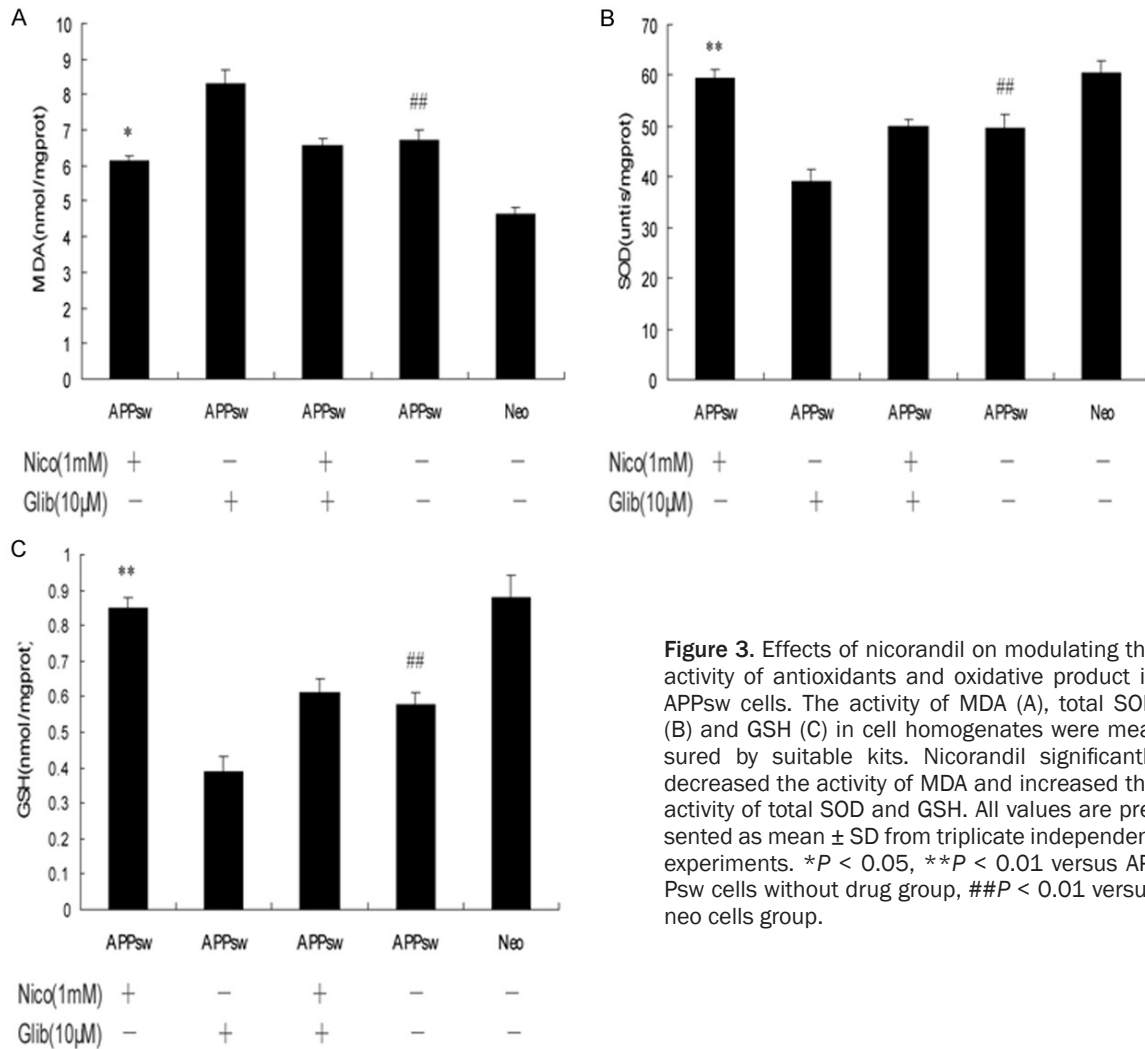 A
10
9
8
7
6
5
4
3
2
1
0
MDA(nmol/mgprot)
*
##
APPsw APPsw APPsw APPsw Neo
Nico(1mM) + − + − −
Glib(10μM) − + + − −
B
70
60
50
40
30
20
10
0
SOD(untis/mgprot)
**
##
APPsw APPsw APPsw APPsw Neo
Nico(1mM) + − + − −
Glib(10μM) − + + − −
C
1
0.9
0.8
0.7
0.6
0.5
0.4
0.3
0.2
0.1
0
GSH(nmol/mgprot)
**
##
APPsw APPsw APPsw APPsw Neo
Nico(1mM) + − + − −
Glib(10μM) − + + − −
Figure 3. Effects of nicorandil on modulating th
activity of antioxidants and oxidative product i
APPsw cells. The activity of MDA (A), total SOD
(B) and GSH (C) in cell homogenates were mea
sured by suitable kits. Nicorandil significantl
decreased the activity of MDA and increased th
activity of total SOD and GSH. All values are pre
sented as mean ± SD from triplicate independen
experiments. *P < 0.05, **P < 0.01 versus AP
Psw cells without drug group, ##P < 0.01 versu
neo cells group.